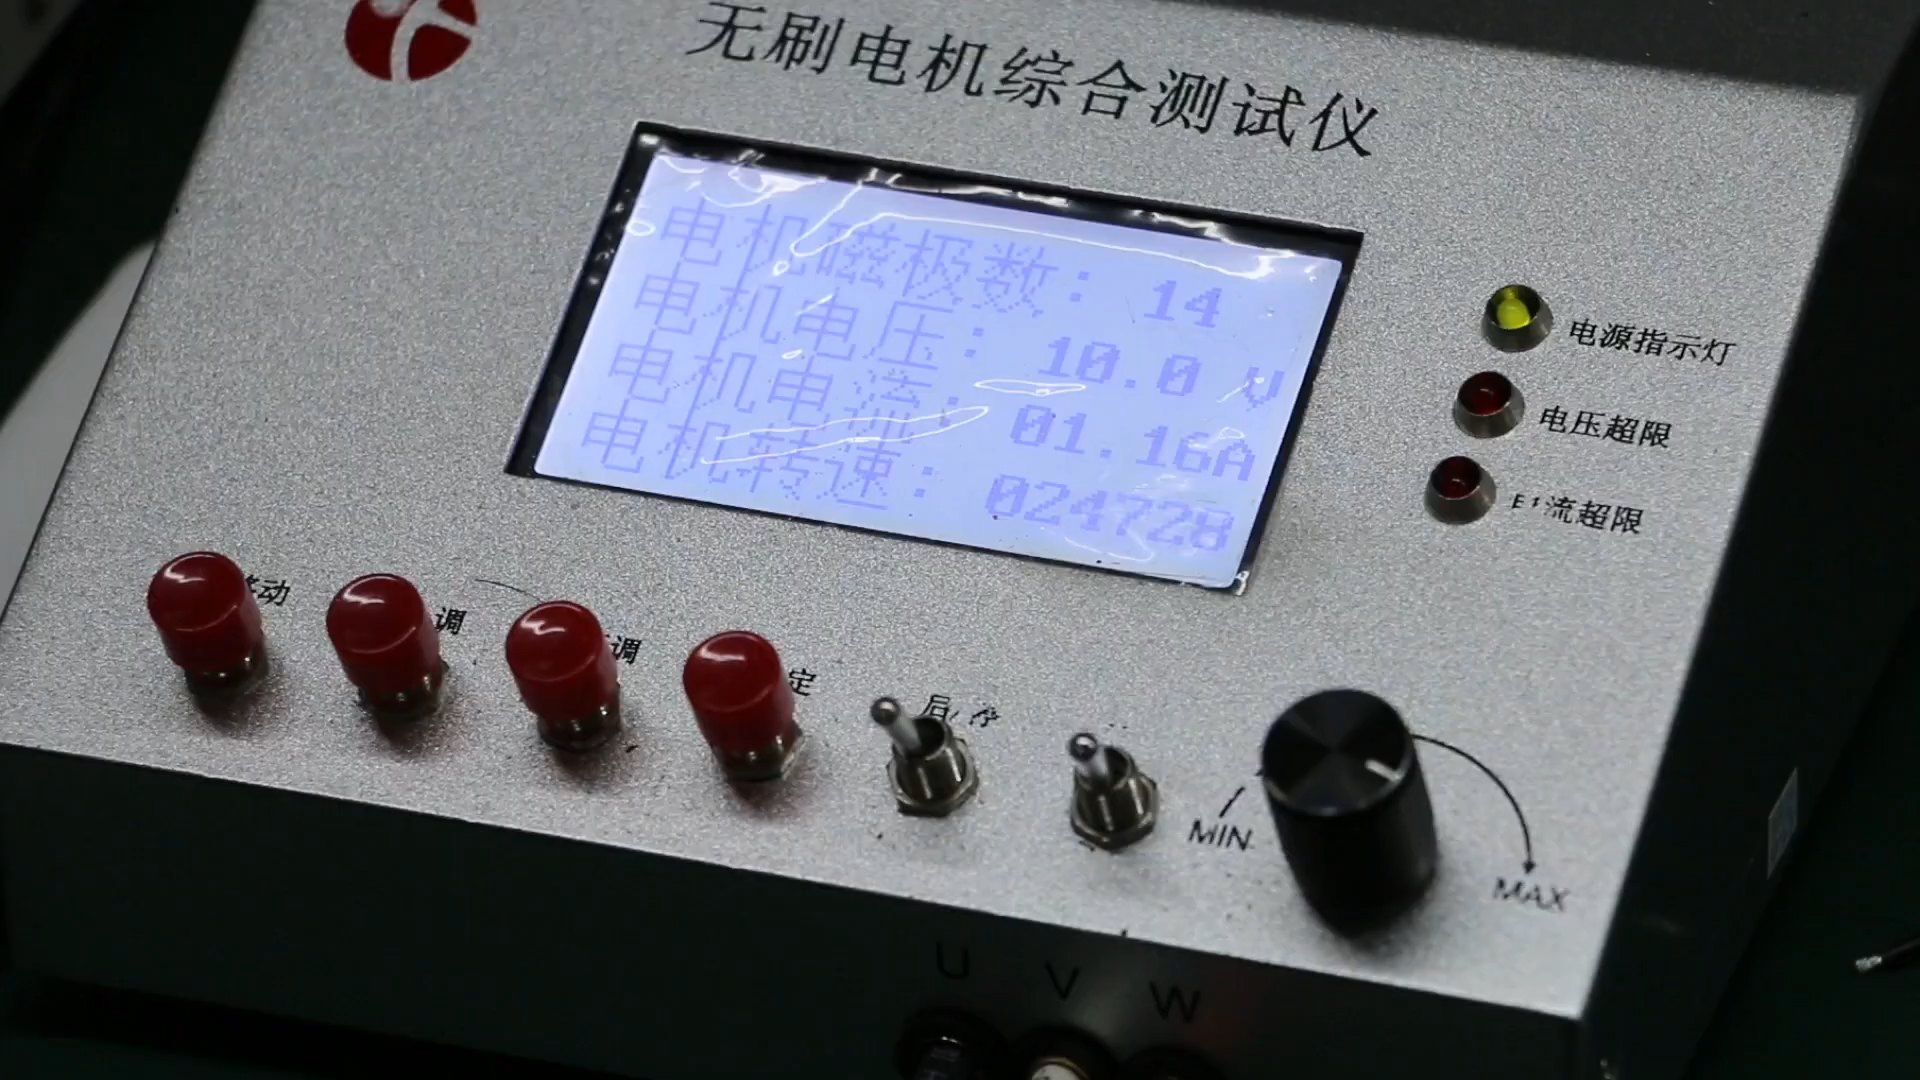 无刷电机综合测试仪
电机磁极数： 14
电机电压： 10.0 V
电机电流： 01.16A
电机转速： 024728
电源指示灯
电压超限
流超限
动
调
调
定
MIN
MAX
U V W